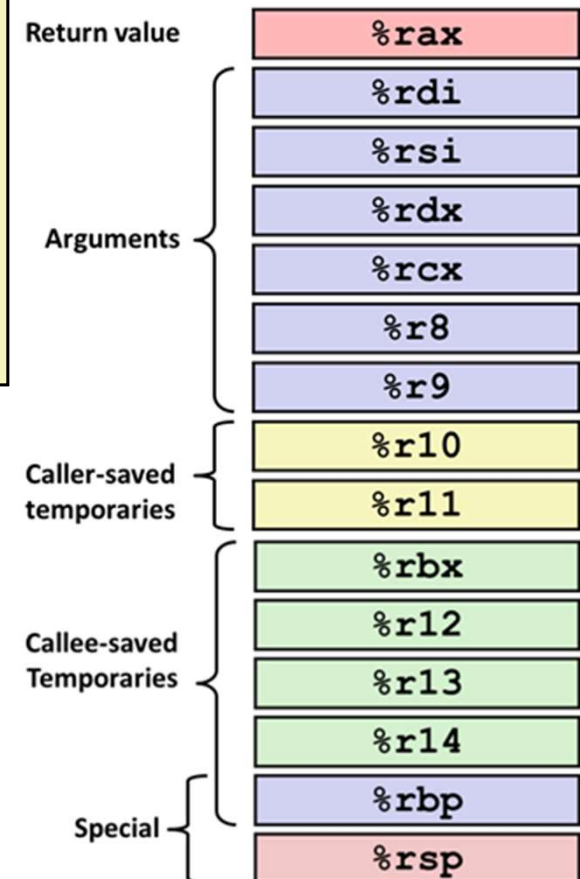 Return value
%rax
Arguments
%rdi
%rsi
%rdx
%rcx
%r8
%r9
Caller-saved
temporaries
%r10
%r11
Callee-saved
Temporaries
%rbx
%r12
%r13
%r14
Special
%rbp
%rsp